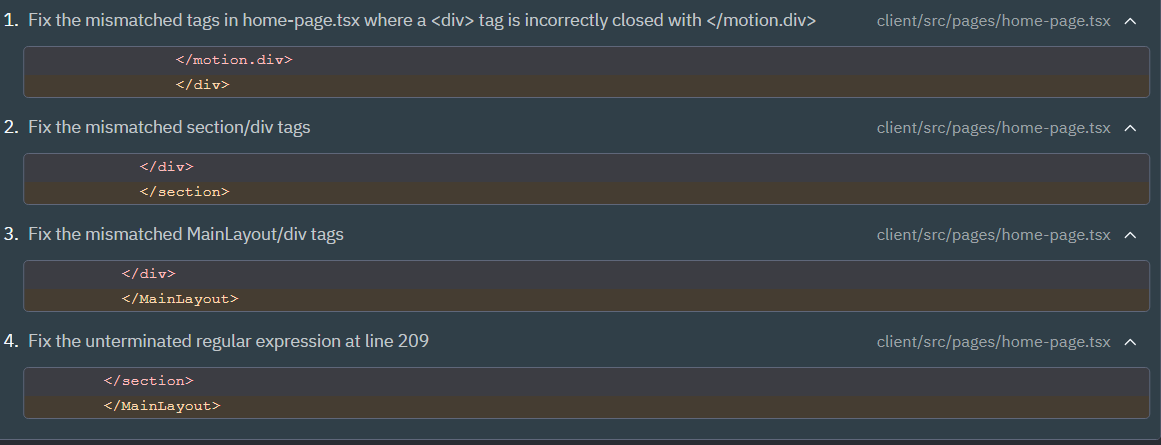 1. Fix the mismatched tags in home-page.tsx where a <div> tag is incorrectly closed with </motion.div> client/src/pages/home-page.tsx
</motion.div>
</div>
2. Fix the mismatched section/div tags client/src/pages/home-page.tsx
</div>
</section>
3. Fix the mismatched MainLayout/div tags client/src/pages/home-page.tsx
</div>
</MainLayout>
4. Fix the unterminated regular expression at line 209 client/src/pages/home-page.tsx
</section>
</MainLayout>